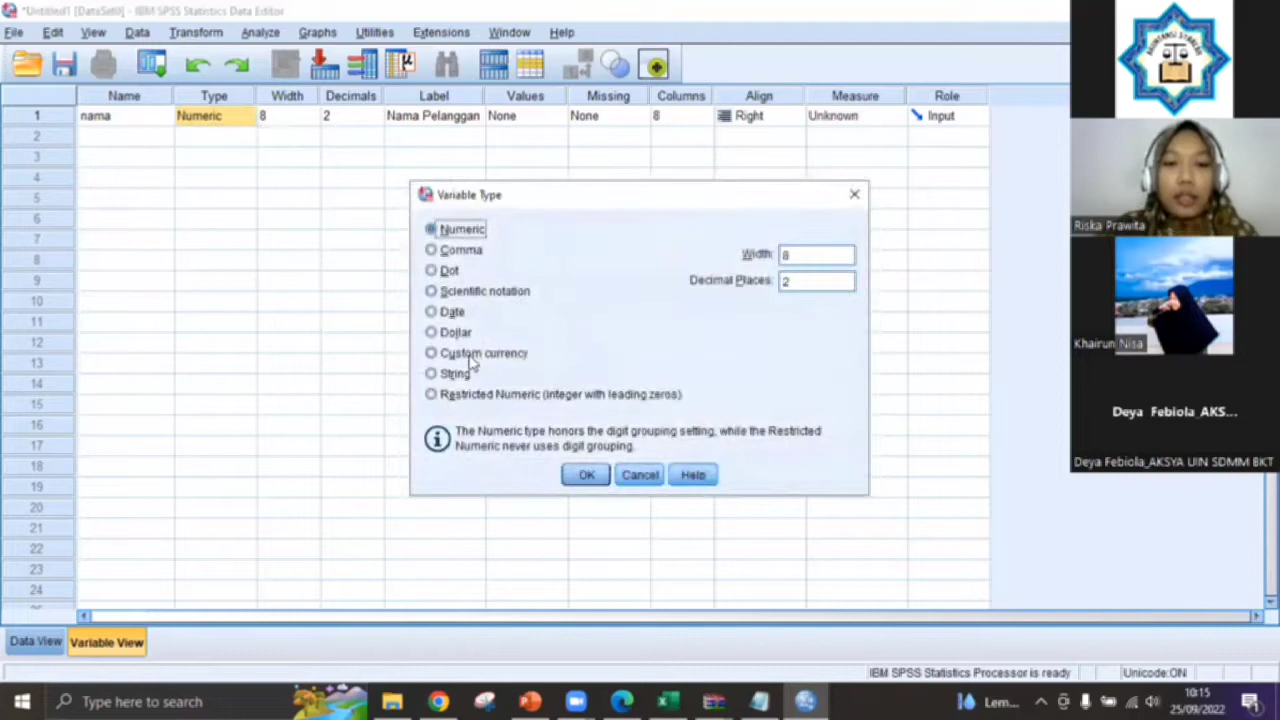 *Untitled1 [DataSet0] - IBM SPSS Statistics Data Editor
File Edit View Data Transform Analyze Graphs Utilities Extensions Window Help
Name Type Width Decimals Label Values Missing Columns Align Measure Role
1 nama Numeric 8 2 Nama Pelanggan None None 8 Right Unknown Input
2
3
4
5
6
7
8
9
10
11
12
13
14
15
16
17
18
19
20
21
22
23
24
Variable Type
Numeric
Comma
Dot
Scientific notation
Date
Dollar
Custom currency
String
Restricted Numeric (integer with leading zeros)
Width: 8
Decimal Places: 2
The Numeric type honors the digit grouping setting, while the Restricted
Numeric never uses digit grouping.
OK Cancel Help
AKUNTANSI SYARIAH
Riska Prawita
Khairun Nisa
Deya Febiola_AKS...
Deya Febiola_AKSYA UIN SDMM BKT
Data View Variable View
IBM SPSS Statistics Processor is ready Unicode:ON
Type here to search
Lem...
10:15
25/09/2022